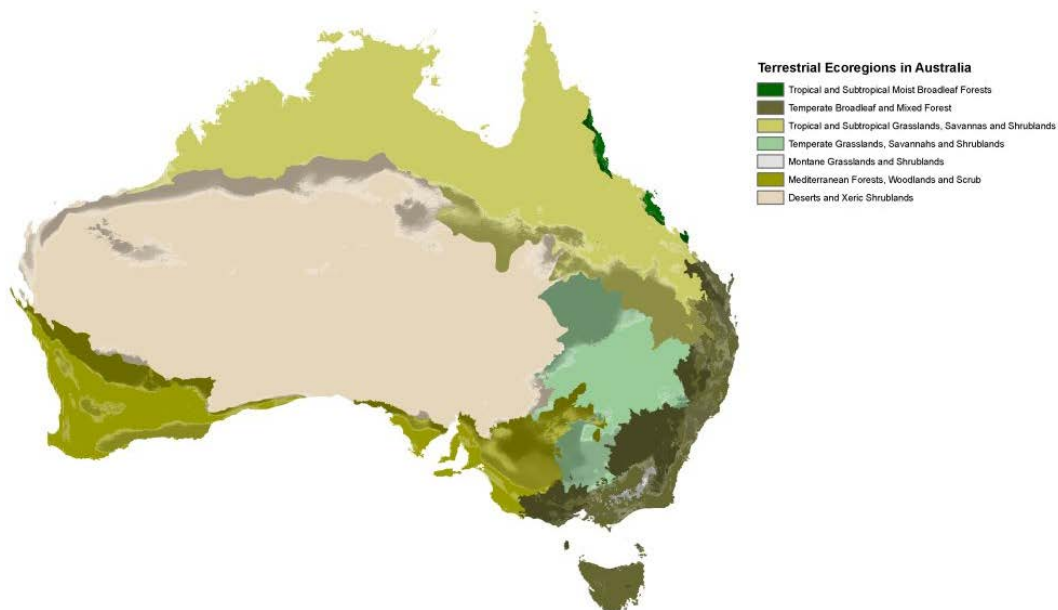 Terrestrial Ecoregions in Australia
Tropical and Subtropical Moist Broadleaf Forests
Temperate Broadleaf and Mixed Forest
Tropical and Subtropical Grasslands, Savannas and Shrublands
Temperate Grasslands, Savannahs and Shrublands
Montane Grasslands and Shrublands
Mediterranean Forests, Woodlands and Scrub
Deserts and Xeric Shrublands